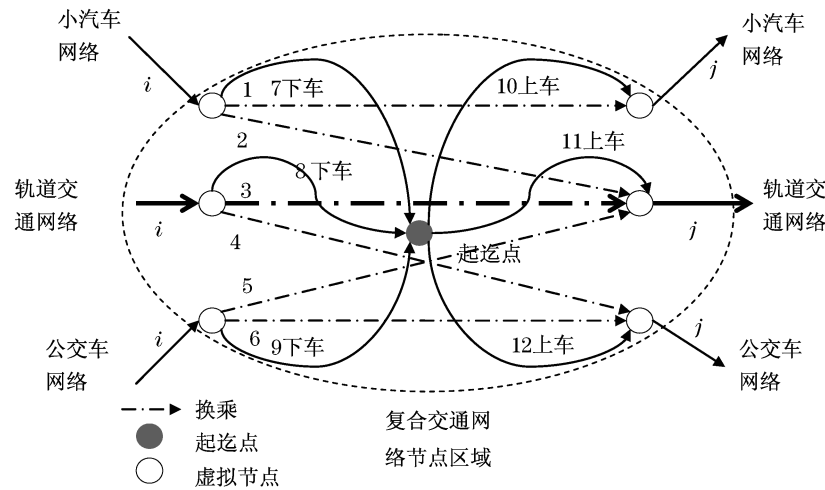 小汽车
网络
小汽车
网络
i
j
1
7下车
10上车
2
11上车
8下车
轨道交
通网络
3
轨道交
通网络
i
j
4
起迄点
5
公交车
网络
i
6
9下车
12上车
j
公交车
网络
换乘
起迄点
虚拟节点
复合交通网
络节点区域